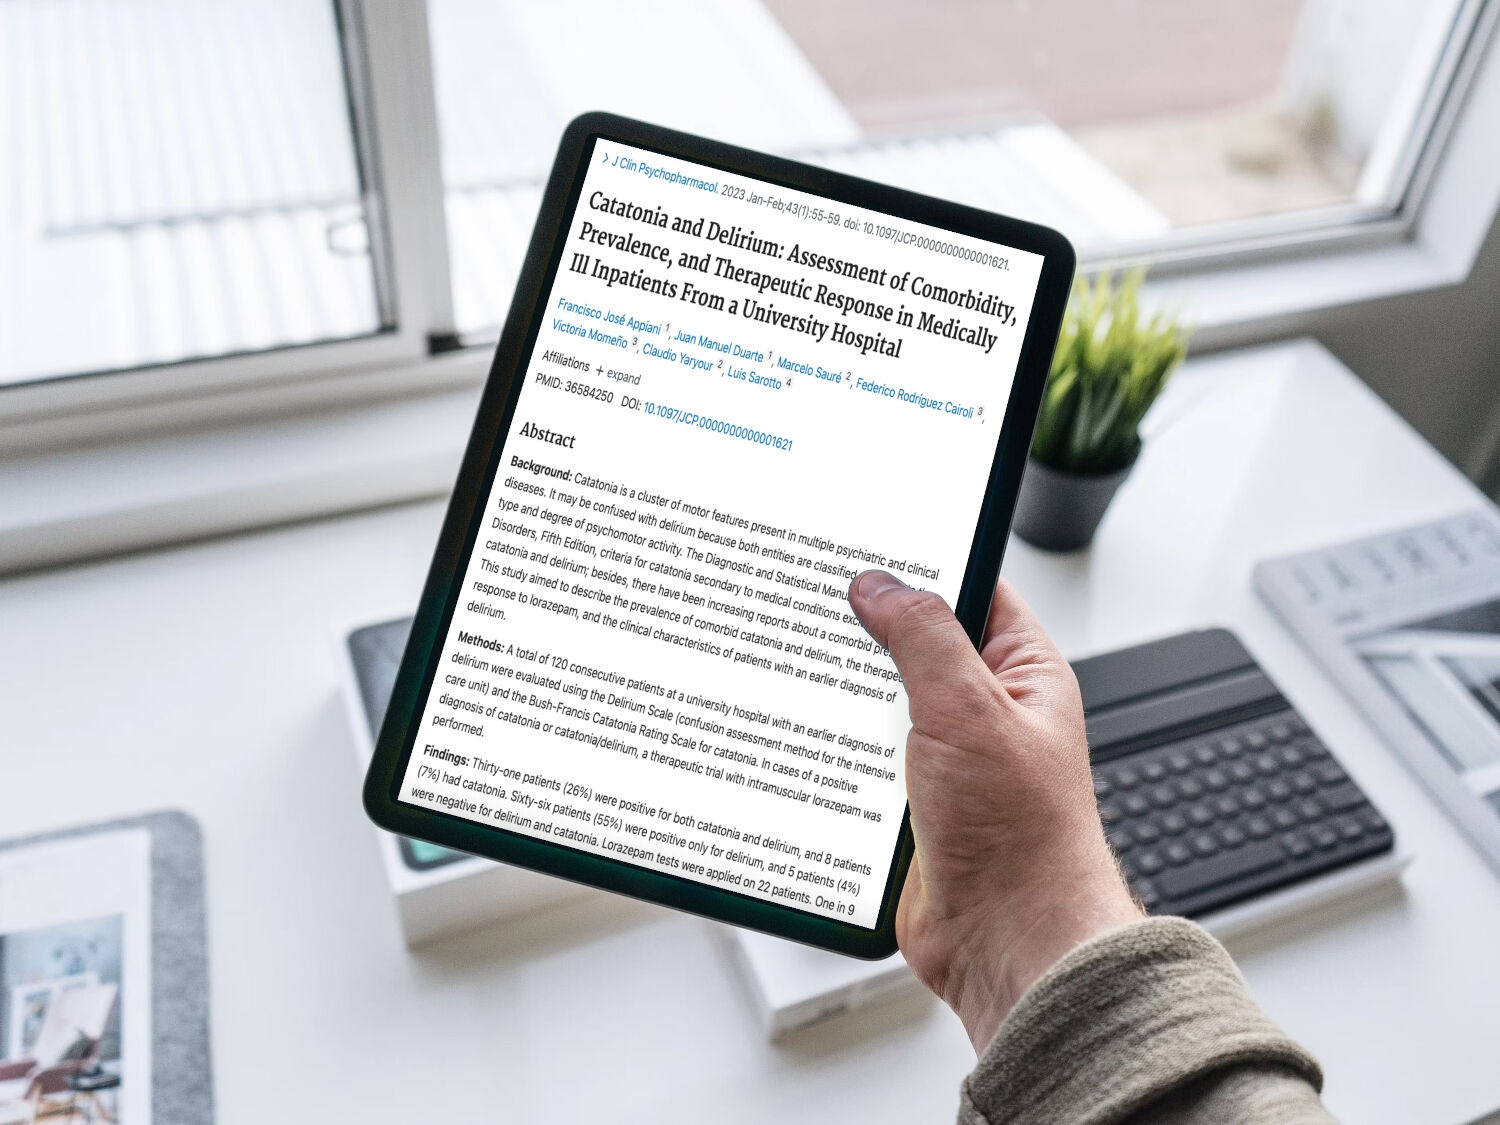 > J Clin Psychopharmacol. 2023 Jan-Feb;43(1):55-59. doi: 10.1097/JCP.0000000000001621.
Catatonia and Delirium: Assessment of Comorbidity,
Prevalence, and Therapeutic Response in Medically
Ill Inpatients From a University Hospital
Francisco José Appiani 1, Juan Manuel Duarte 1, Marcelo Sauré 2, Federico Rodríguez Cairoli 3,
Victoria Momeño 3, Claudio Yaryour 2, Luis Sarotto 4
Affiliations + expand
PMID: 36584250 DOI: 10.1097/JCP.0000000000001621
Abstract
Background: Catatonia is a cluster of motor features present in multiple psychiatric and clinical
diseases. It may be confused with delirium because both entities are classified
type and degree of psychomotor activity. The Diagnostic and Statistical
Disorders, Fifth Edition, criteria for catatonia secondary to medical conditions
catatonia and delirium; besides, there have been increasing reports about a comorbid
This study aimed to describe the prevalence of comorbid catatonia and delirium, the
response to lorazepam, and the clinical characteristics of patients with an earlier diagnosis of
delirium.
Methods: A total of 120 consecutive patients at a university hospital with an earlier diagnosis of
delirium were evaluated using the Delirium Scale (confusion assessment method for the intensive
care unit) and the Bush-Francis Catatonia Rating Scale for catatonia. In cases of a positive
diagnosis of catatonia or catatonia/delirium, a therapeutic trial with intramuscular lorazepam was
performed.
Findings: Thirty-one patients (26%) were positive for both catatonia and delirium, and 8 patients
(7%) had catatonia. Sixty-six patients (55%) were positive only for delirium, and 5 patients (4%)
were negative for delirium and catatonia. Lorazepam tests were applied on 22 patients. One in 9